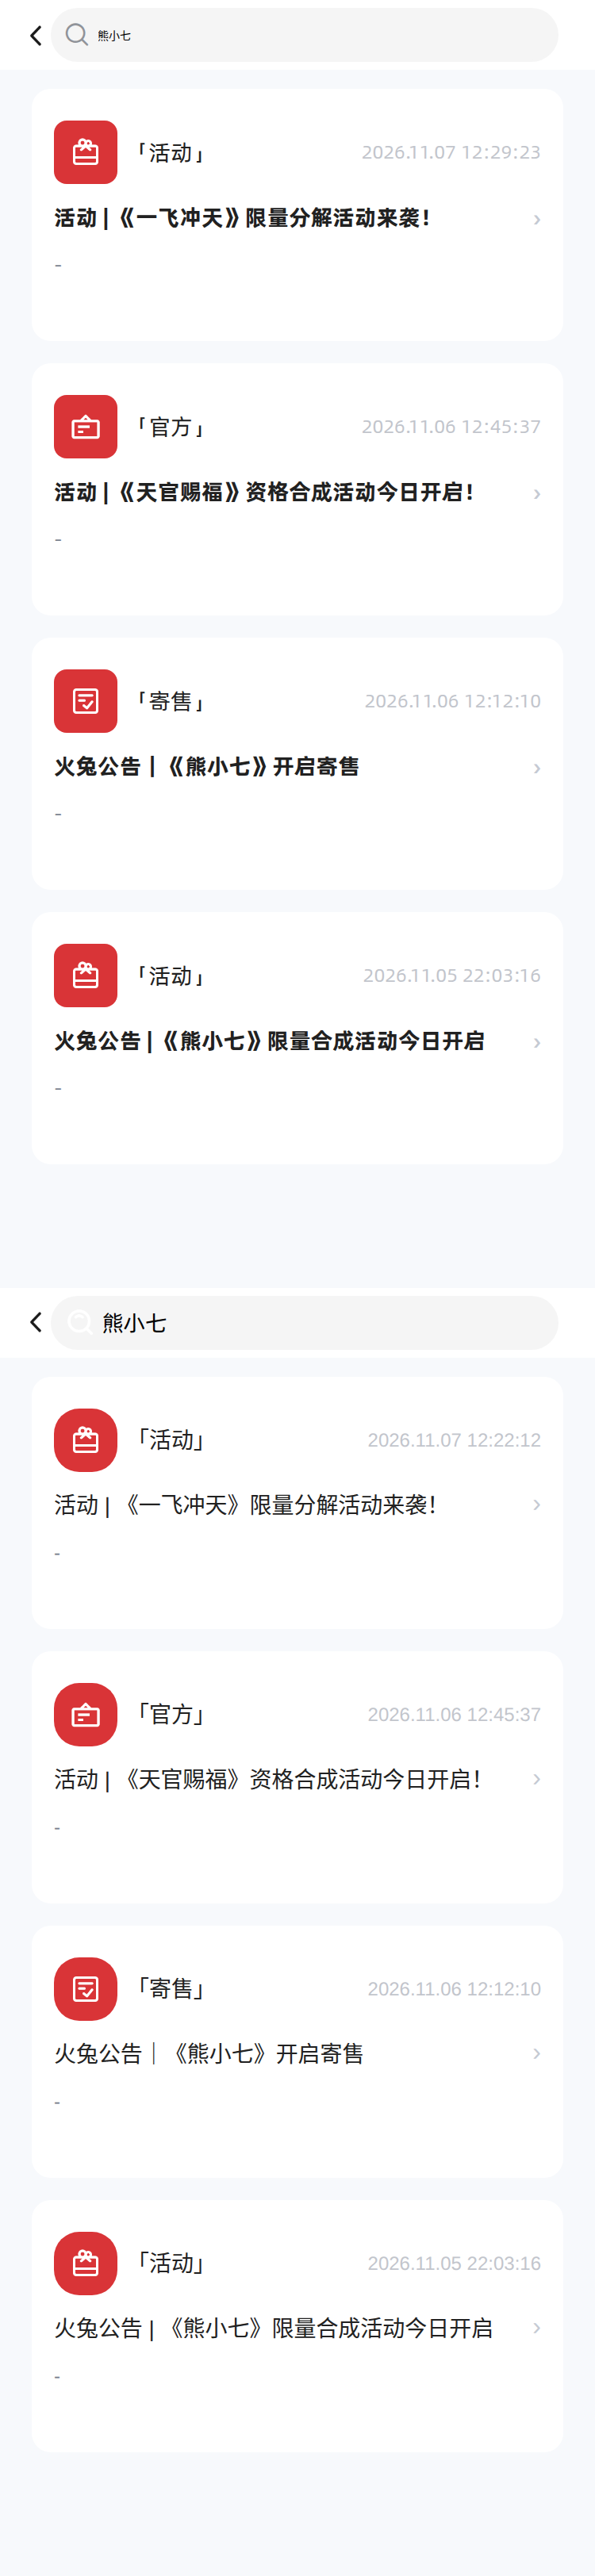 熊小七
「活动」 2026.11.07 12:29:23
活动 |《一飞冲天》限量分解活动来袭！
-
「官方」 2026.11.06 12:45:37
活动 |《天官赐福》资格合成活动今日开启！
-
「寄售」 2026.11.06 12:12:10
火兔公告｜《熊小七》开启寄售
-
「活动」 2026.11.05 22:03:16
火兔公告 |《熊小七》限量合成活动今日开启
-
熊小七
「活动」 2026.11.07 12:22:12
活动 | 《一飞冲天》限量分解活动来袭！
-
「官方」 2026.11.06 12:45:37
活动 | 《天官赐福》资格合成活动今日开启！
-
「寄售」 2026.11.06 12:12:10
火兔公告｜《熊小七》开启寄售
-
「活动」 2026.11.05 22:03:16
火兔公告 | 《熊小七》限量合成活动今日开启
-